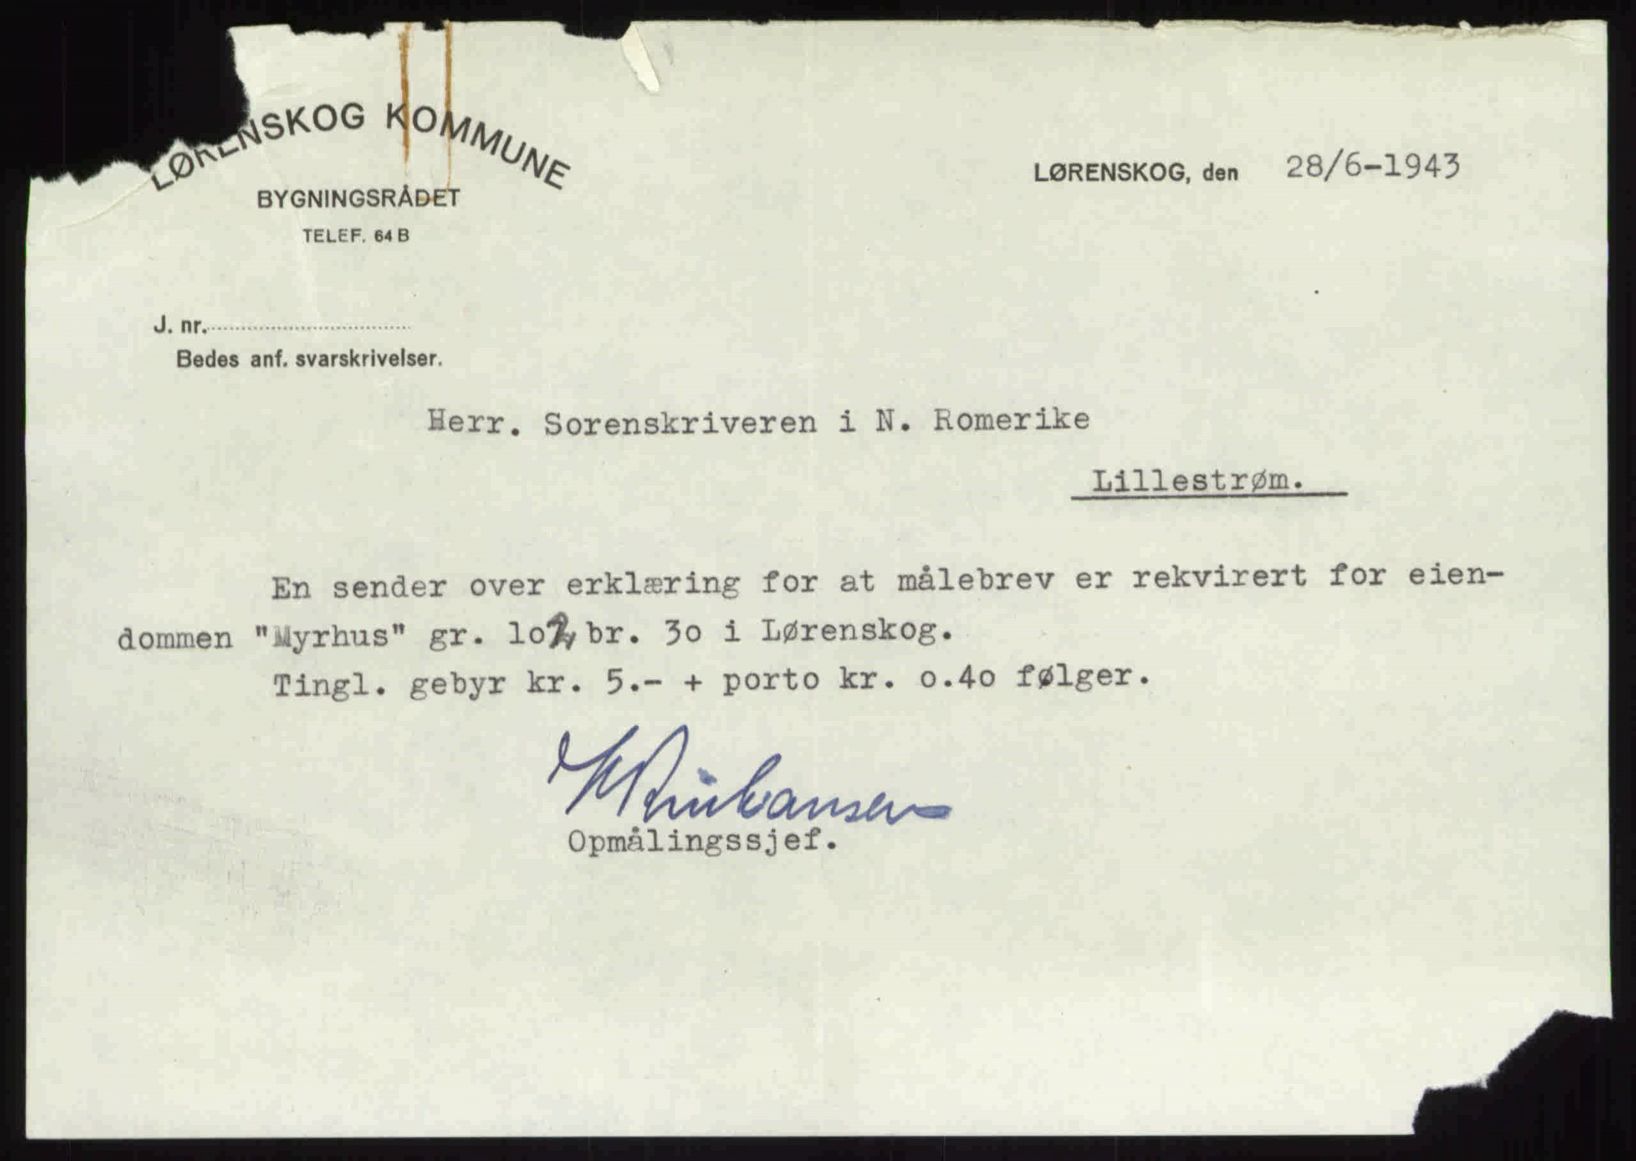 LØRENSKOG KOMMUNE
BYGNINGSRÅDET
TELEF. 64 B
LØRENSKOG, den 28/6-1943
J. nr.
Bedes anf. svarskrivelser.
Herr. Sorenskriveren i N. Romerike
Lillestrøm.
En sender over erklæring for at målebrev er rekvirert for eien-
dommen "Myrhus" gr. lo2, br. 3o i Lørenskog.
Tingl. gebyr kr. 5.- + porto kr. o.4o følger.
Opmålingssjef.